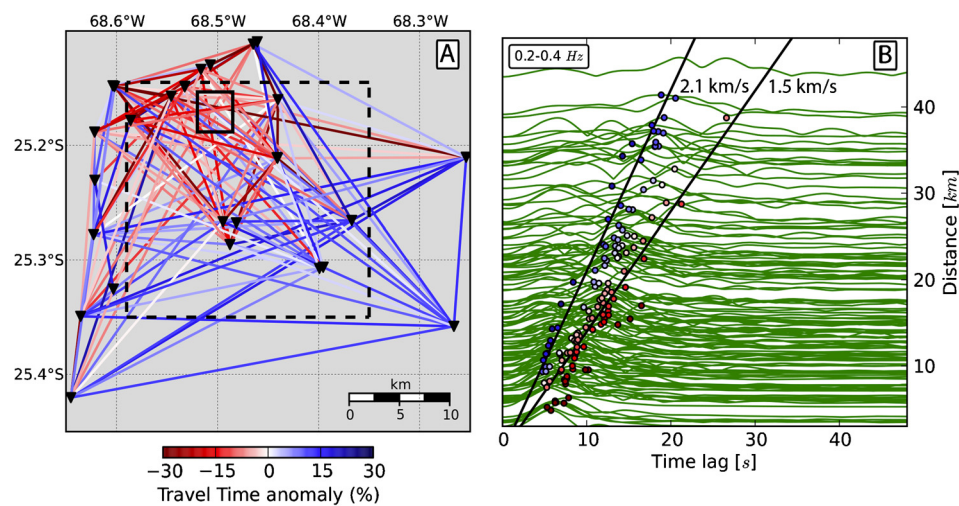 68.6°W 68.5°W 68.4°W 68.3°W
A
25.2°S
25.3°S
25.4°S
km
0 5 10
−30 −15 0 15 30
Travel Time anomaly (%)
0.2-0.4 Hz
B
2.1 km/s 1.5 km/s
40
30
20
10
Distance [km]
0 10 20 30 40
Time lag [s]